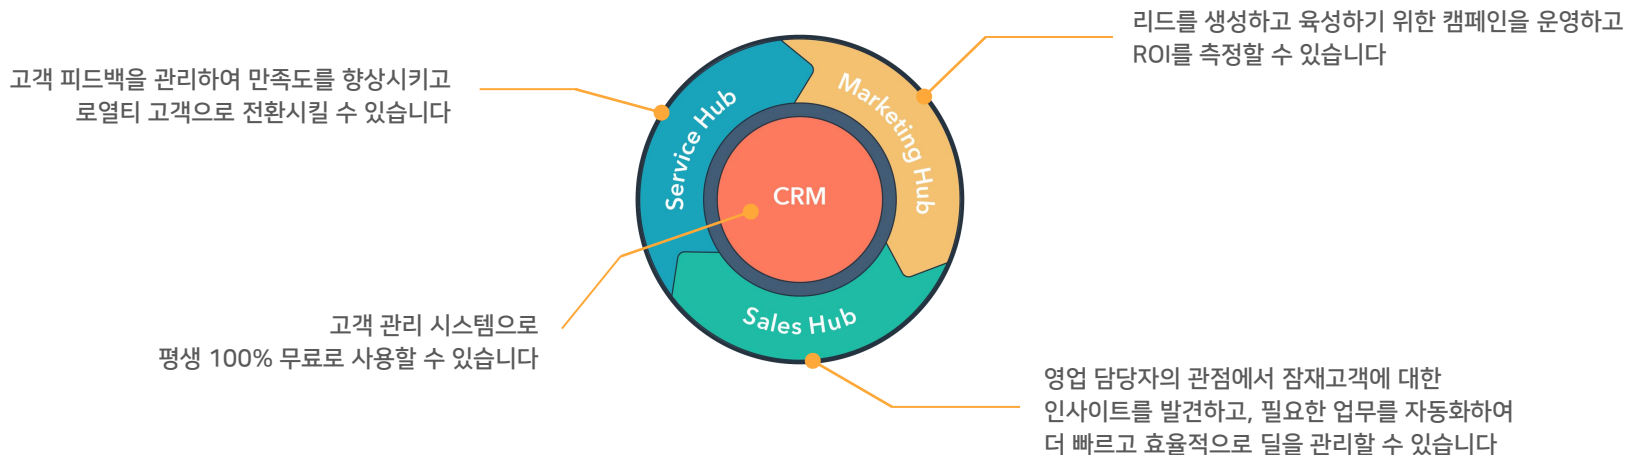 리드를 생성하고 육성하기 위한 캠페인을 운영하고
ROI를 측정할 수 있습니다
고객 피드백을 관리하여 만족도를 향상시키고
로열티 고객으로 전환시킬 수 있습니다
Service Hub
Marketing Hub
CRM
Sales Hub
고객 관리 시스템으로
평생 100% 무료로 사용할 수 있습니다
영업 담당자의 관점에서 잠재고객에 대한
인사이트를 발견하고, 필요한 업무를 자동화하여
더 빠르고 효율적으로 딜을 관리할 수 있습니다